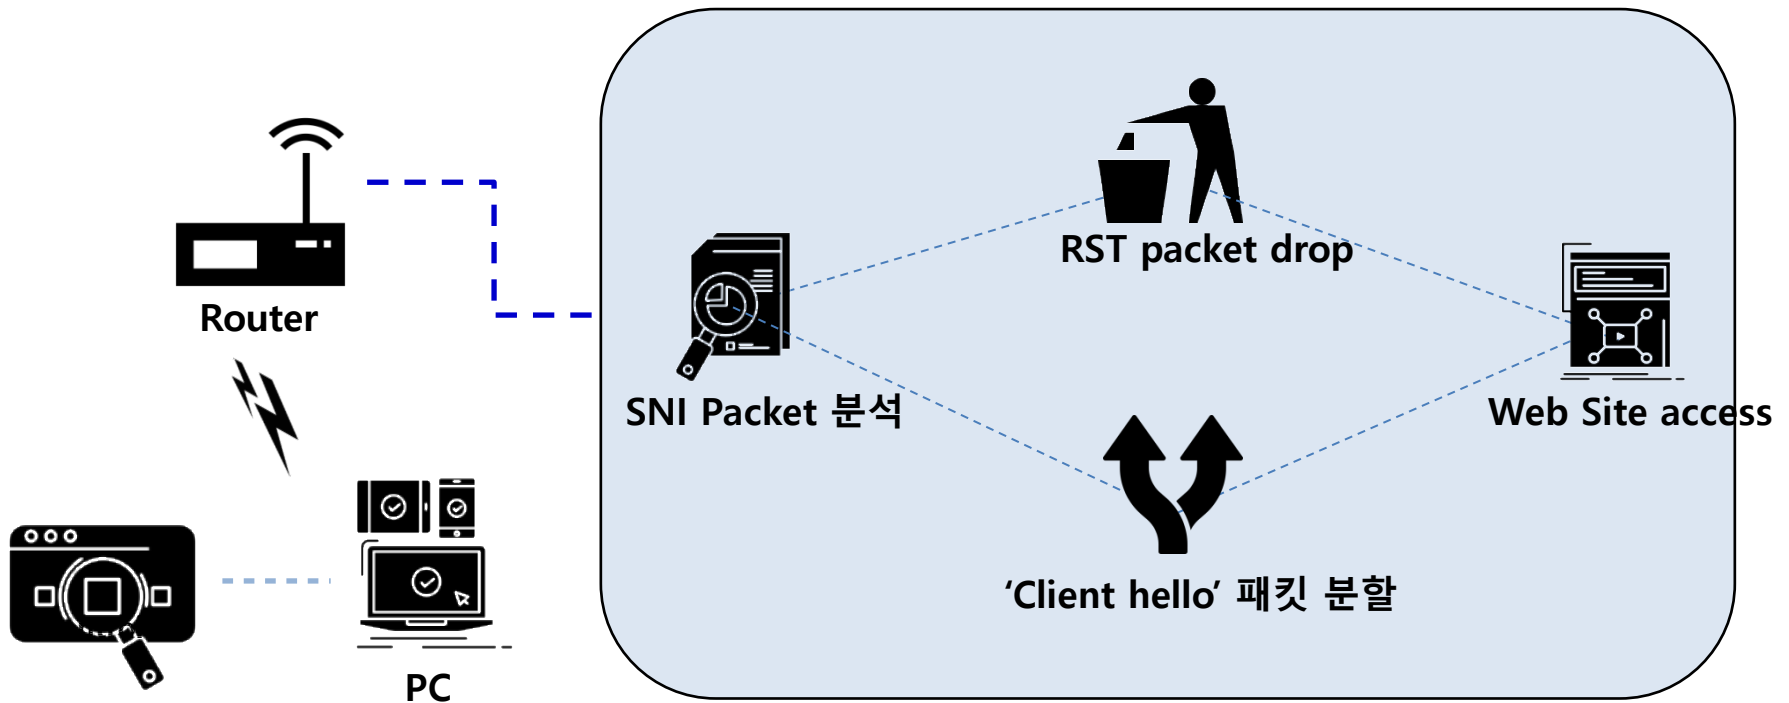 RST packet drop
Router
SNI Packet 분석
Web Site access
‘Client hello’ 패킷 분할
PC